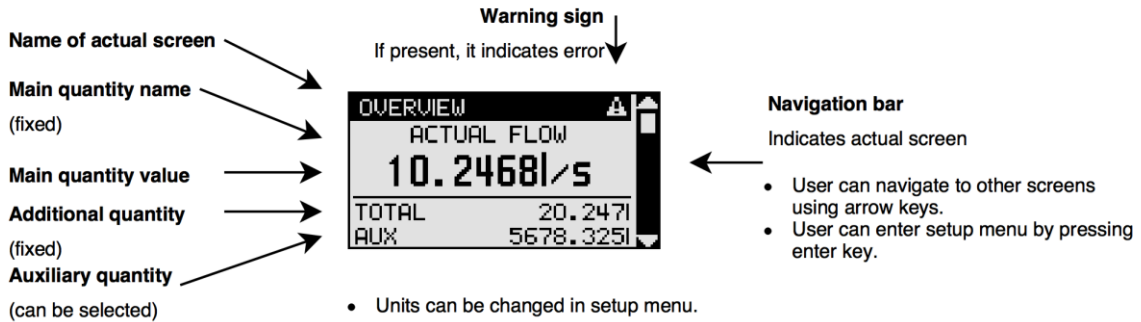 Warning sign
If present, it indicates error
Name of actual screen
Main quantity name
(fixed)
Main quantity value
Additional quantity
(fixed)
Auxiliary quantity
(can be selected)
OVERVIEW
ACTUAL FLOW
10.2468l/s
TOTAL 20.247l
AUX 5678.325l
Navigation bar
Indicates actual screen
• User can navigate to other screens
using arrow keys.
• User can enter setup menu by pressing
enter key.
• Units can be changed in setup menu.